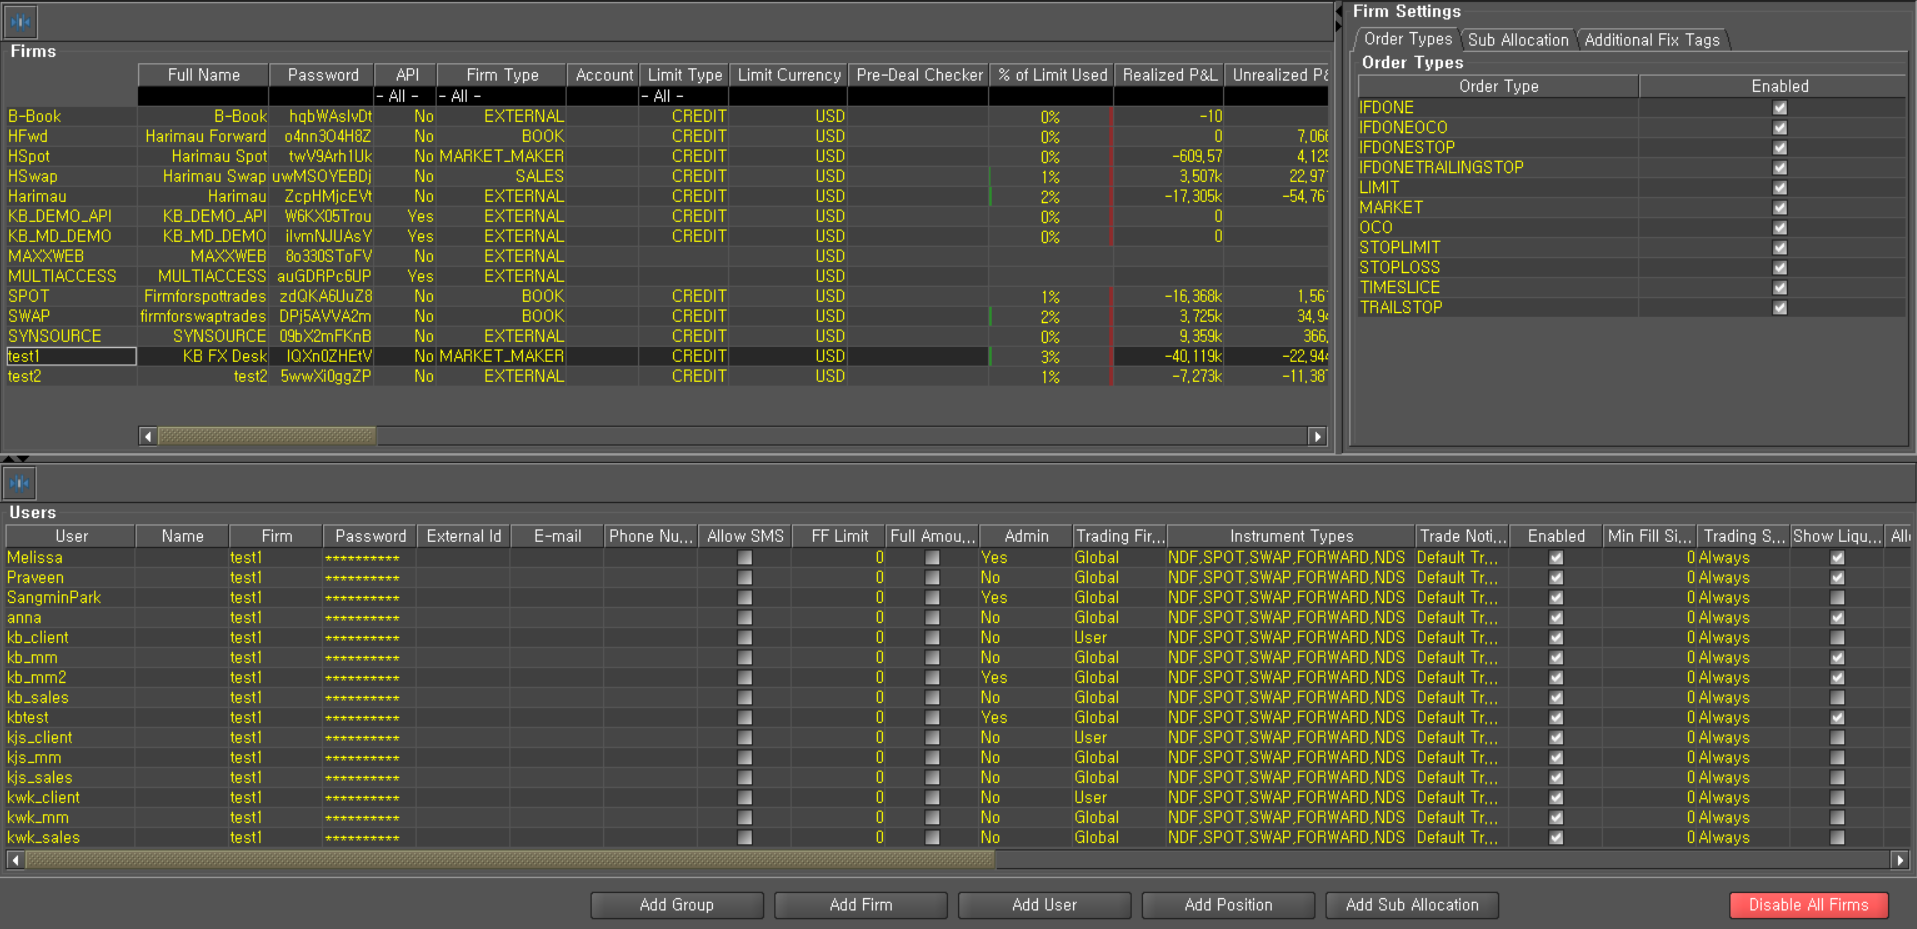 Firms
Full Name Password API Firm Type Account Limit Type Limit Currency Pre-Deal Checker % of Limit Used Realized P&L Unrealized P&
- All - - All - - All -
B-Book B-Book hqbWAsIvDt No EXTERNAL CREDIT USD 0% -10
HFwd Harimau Forward o4nn3O4H8Z No BOOK CREDIT USD 0% 0 7,066
HSpot Harimau Spot twV9Arh1Uk No MARKET_MAKER CREDIT USD 0% -609,57 4,125
HSwap Harimau Swap uwMSOYEBDj No SALES CREDIT USD 1% 3,507k 22,97
Harimau Harimau ZcpHMjcEVt No EXTERNAL CREDIT USD 2% -17,305k -54,76
KB_DEMO_API KB_DEMO_API W6KX05Trou Yes EXTERNAL CREDIT USD 0% 0
KB_MD_DEMO KB_MD_DEMO ilvmNJUAsY Yes EXTERNAL CREDIT USD 0% 0
MAXXWEB MAXXWEB 8o330SToFV No EXTERNAL USD
MULTIACCESS MULTIACCESS auGDRPc6UP Yes EXTERNAL USD
SPOT Firmforspottrades zdQKA6UuZ8 No BOOK CREDIT USD 1% -16,368k 1,56
SWAP firmforswaptrades DPj5AVVA2m No BOOK CREDIT USD 2% 3,725k 34,94
SYNSOURCE SYNSOURCE 09bX2mFKnB No EXTERNAL CREDIT USD 0% 9,359k 366,
test1 KB FX Desk IQXn0ZHEtV No MARKET_MAKER CREDIT USD 3% -40,119k -22,944
test2 test2 5wwXi0ggZP No EXTERNAL CREDIT USD 1% -7,273k -11,38
Firm Settings
Order Types Sub Allocation Additional Fix Tags
Order Types
Order Type Enabled
IFDONE
IFDONEOCO
IFDONESTOP
IFDONETRAILINGSTOP
LIMIT
MARKET
OCO
STOPLIMIT
STOPLOSS
TIMESLICE
TRAILSTOP
Users
User Name Firm Password External Id E-mail Phone Nu... Allow SMS FF Limit Full Amou... Admin Trading Fir... Instrument Types Trade Noti... Enabled Min Fill Si... Trading S... Show Liqu... All
Melissa test1 ********** 0 Yes Global NDF,SPOT,SWAP,FORWARD,NDS Default Tr... 0 Always
Praveen test1 ********** 0 No Global NDF,SPOT,SWAP,FORWARD,NDS Default Tr... 0 Always
SangminPark test1 ********** 0 Yes Global NDF,SPOT,SWAP,FORWARD,NDS Default Tr... 0 Always
anna test1 ********** 0 No Global NDF,SPOT,SWAP,FORWARD,NDS Default Tr... 0 Always
kb_client test1 ********** 0 No User NDF,SPOT,SWAP,FORWARD,NDS Default Tr... 0 Always
kb_mm test1 ********** 0 No Global NDF,SPOT,SWAP,FORWARD,NDS Default Tr... 0 Always
kb_mm2 test1 ********** 0 Yes Global NDF,SPOT,SWAP,FORWARD,NDS Default Tr... 0 Always
kb_sales test1 ********** 0 No Global NDF,SPOT,SWAP,FORWARD,NDS Default Tr... 0 Always
kbtest test1 ********** 0 Yes Global NDF,SPOT,SWAP,FORWARD,NDS Default Tr... 0 Always
kjs_client test1 ********** 0 No User NDF,SPOT,SWAP,FORWARD,NDS Default Tr... 0 Always
kjs_mm test1 ********** 0 No Global NDF,SPOT,SWAP,FORWARD,NDS Default Tr... 0 Always
kjs_sales test1 ********** 0 No Global NDF,SPOT,SWAP,FORWARD,NDS Default Tr... 0 Always
kwk_client test1 ********** 0 No User NDF,SPOT,SWAP,FORWARD,NDS Default Tr... 0 Always
kwk_mm test1 ********** 0 No Global NDF,SPOT,SWAP,FORWARD,NDS Default Tr... 0 Always
kwk_sales test1 ********** 0 No Global NDF,SPOT,SWAP,FORWARD,NDS Default Tr... 0 Always
Add Group Add Firm Add User Add Position Add Sub Allocation Disable All Firms